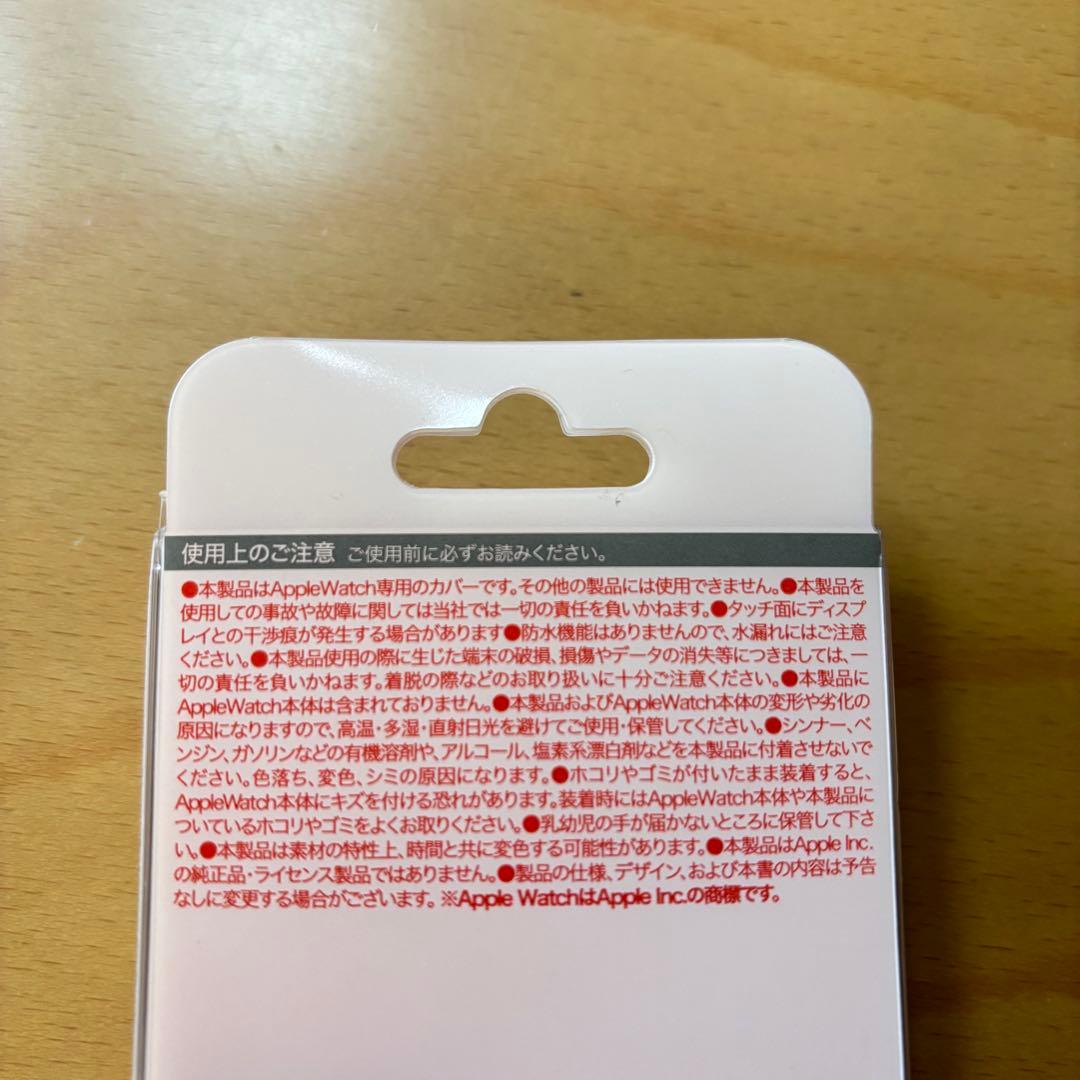 使用上のご注意 ご使用前に必ずお読みください。
●本製品はAppleWatch専用のカバーです。その他の製品には使用できません。●本製品を
使用しての事故や故障に関しては当社では一切の責任を負いかねます。●タッチ面にディスプ
レイとの干渉痕が発生する場合があります●防水機能はありませんので、水漏れにはご注意
ください。●本製品使用の際に生じた端末の破損、損傷やデータの消失等につきましては、一
切の責任を負いかねます。着脱の際などのお取り扱いに十分ご注意ください。●本製品に
AppleWatch本体は含まれておりません。●本製品およびAppleWatch本体の変形や劣化の
原因になりますので、高温・多湿・直射日光を避けてご使用・保管してください。●シンナー、ベ
ンジン、ガソリンなどの有機溶剤や、アルコール、塩素系漂白剤などを本製品に付着させないで
ください。色落ち、変色、シミの原因になります。●ホコリやゴミが付いたまま装着すると、
AppleWatch本体にキズを付ける恐れがあります。装着時にはAppleWatch本体や本製品に
ついているホコリやゴミをよくお取りください。●乳幼児の手が届かないところに保管して下さ
い。●本製品は素材の特性上、時間と共に変色する可能性があります。●本製品はApple Inc.
の純正品・ライセンス製品ではありません。●製品の仕様、デザイン、および本書の内容は予告
なしに変更する場合がございます。※Apple WatchはApple Inc.の商標です。